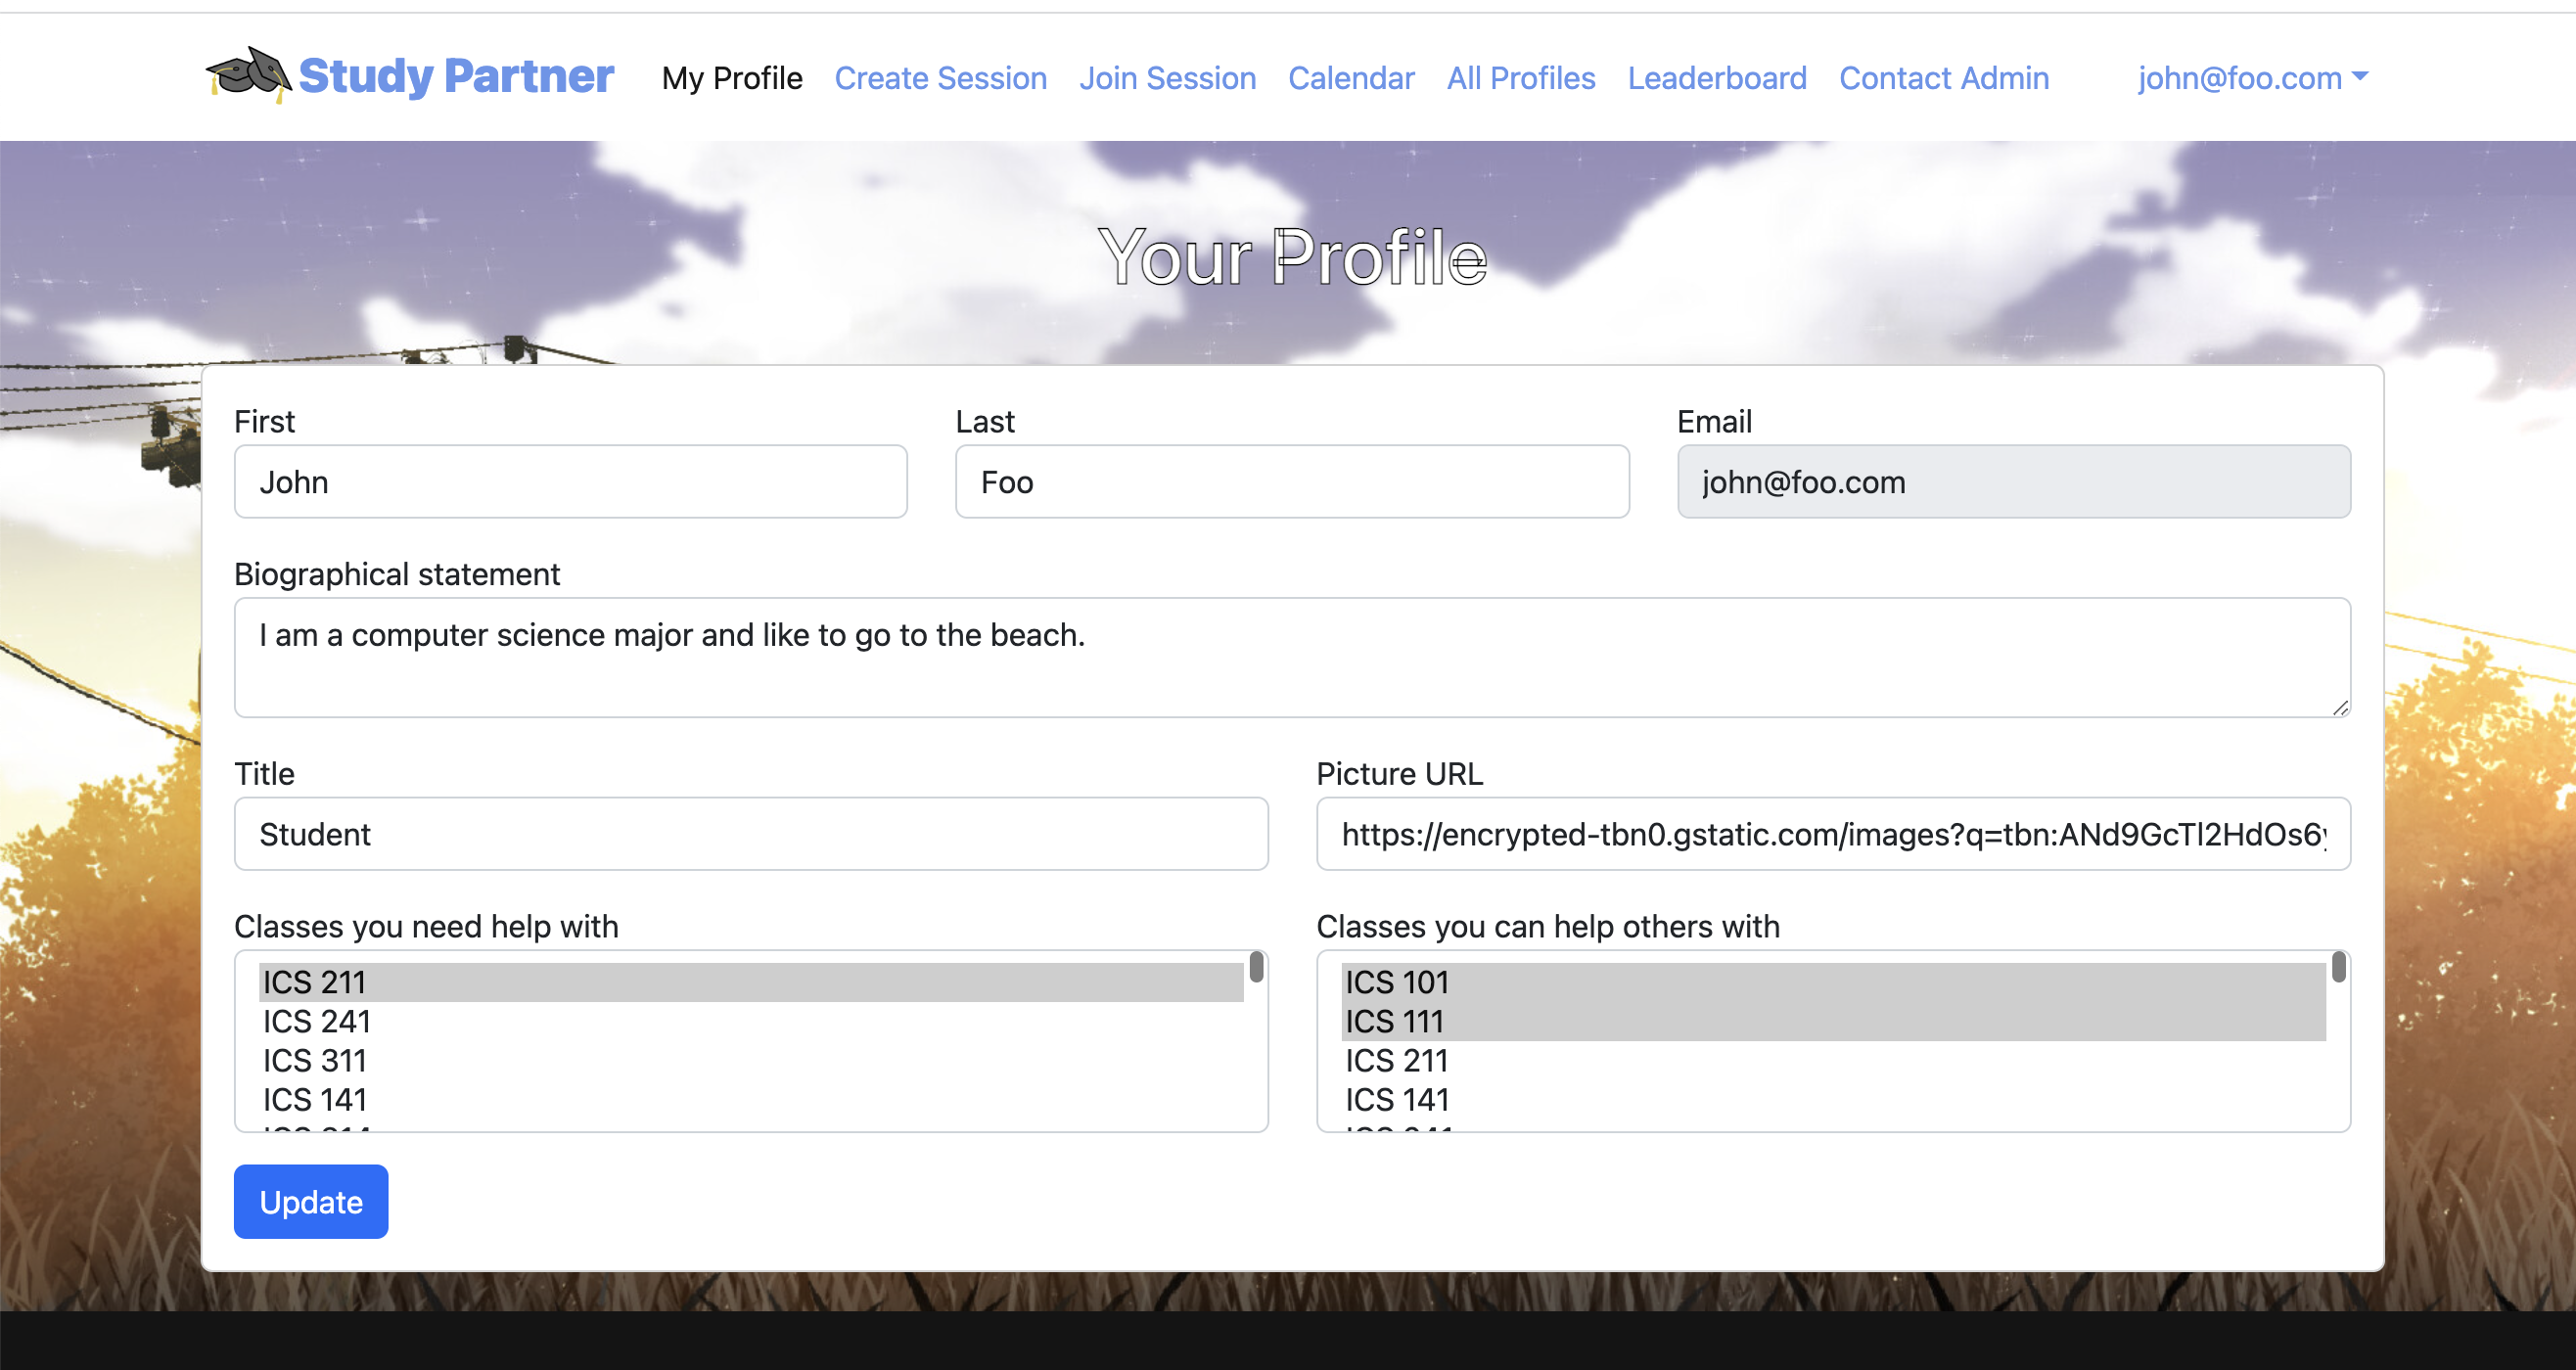 Study Partner My Profile Create Session Join Session Calendar All Profiles Leaderboard Contact Admin john@foo.com
Your Profile
First Last Email
John Foo john@foo.com
Biographical statement
I am a computer science major and like to go to the beach.
Title Picture URL
Student https://encrypted-tbn0.gstatic.com/images?q=tbn:ANd9GcTl2HdOs6
Classes you need help with Classes you can help others with
ICS 211 ICS 101
ICS 241 ICS 111
ICS 311 ICS 211
ICS 141 ICS 141
Update